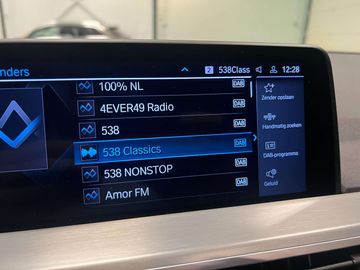 nders
2 538Class 12:28
100% NL DAB
4EVER49 Radio DAB
538 DAB
538 Classics DAB
538 NONSTOP DAB
Amor FM DAB
Zender opslaan
Handmatig zoeken
DAB-programma
Geluid